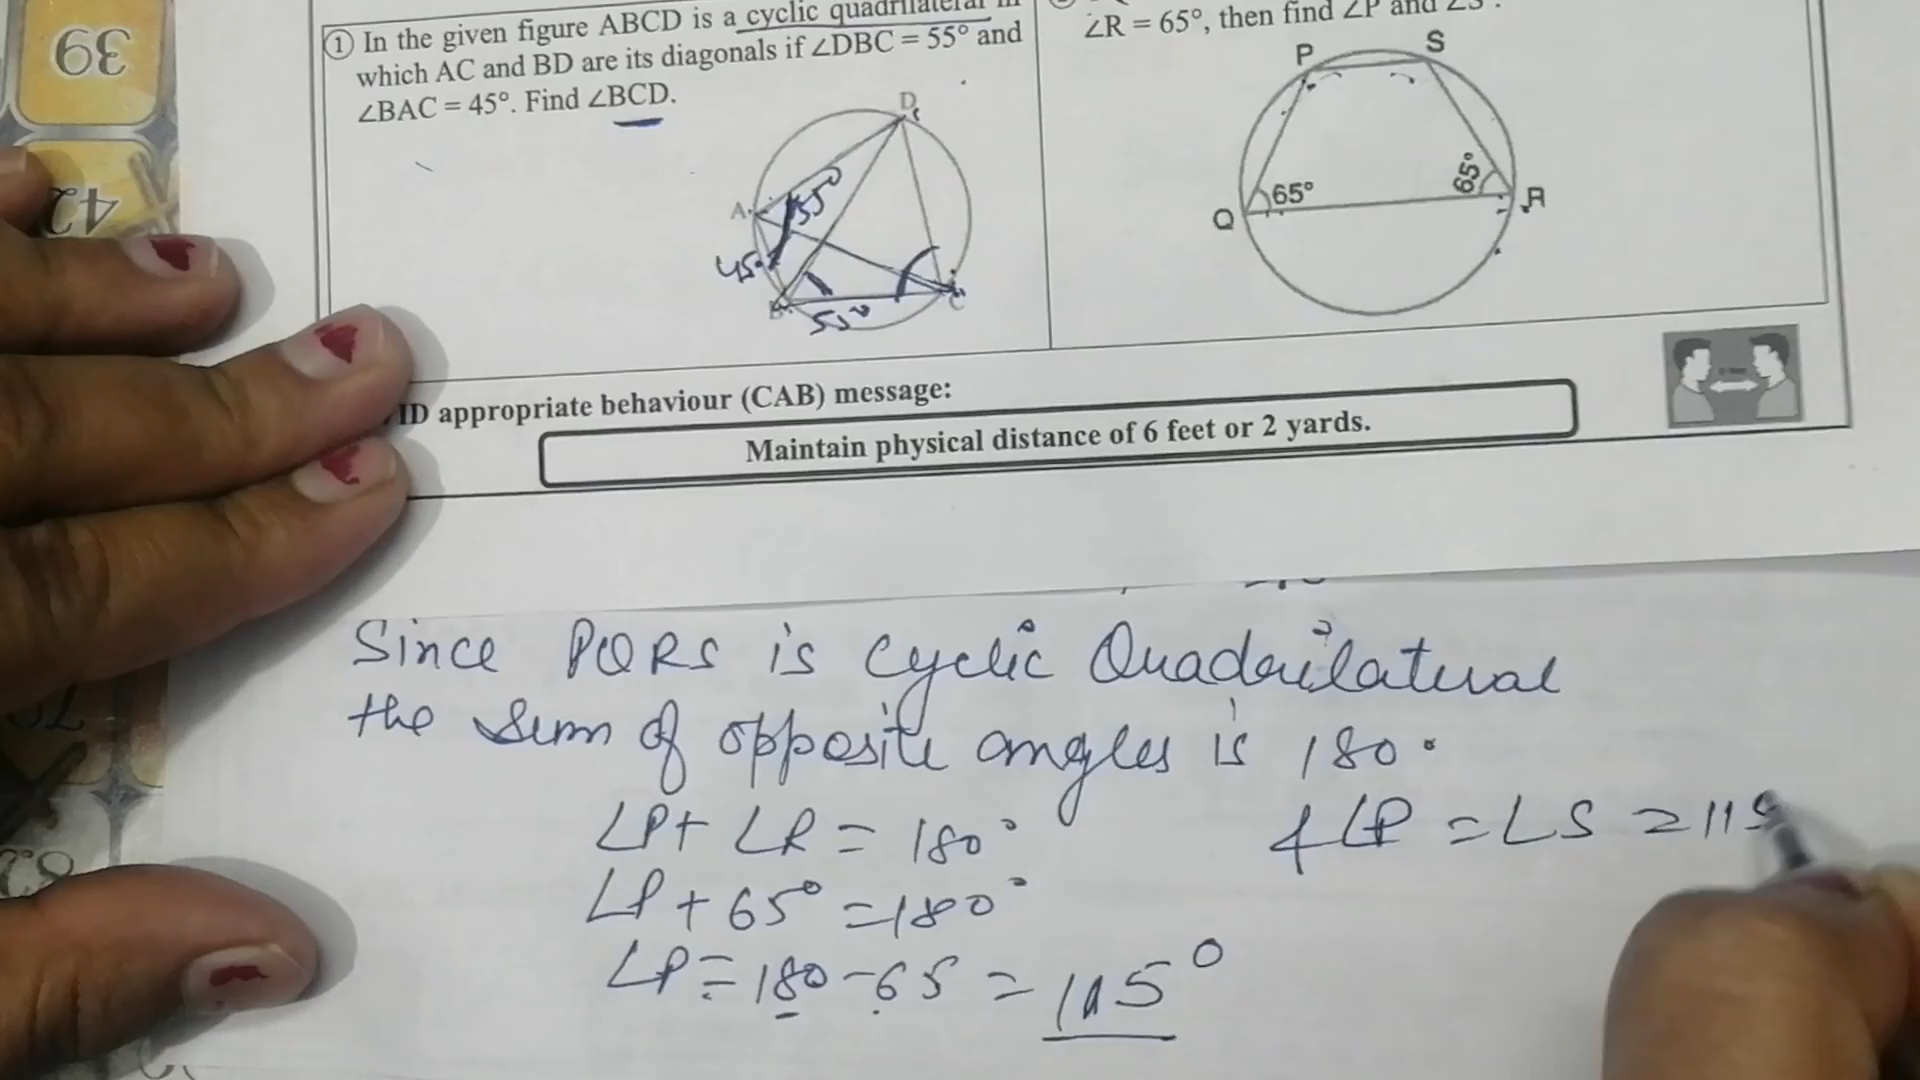 ① In the given figure ABCD is a cyclic quadrilateral in
which AC and BD are its diagonals if ∠DBC = 55° and
∠BAC = 45°. Find ∠BCD.
D
A
55°
45°
B
C
55°
∠R = 65°, then find ∠P and ∠S .
P
S
65°
65°
Q
R
ID appropriate behaviour (CAB) message:
Maintain physical distance of 6 feet or 2 yards.
39
42
Since PQRS is Cyclic Quadrilateral
the Sum of opposite angles is 180°
∠P + ∠R = 180°
∠P + 65° = 180°
∠P = 180 - 65 = 115°
∠P = ∠S = 115